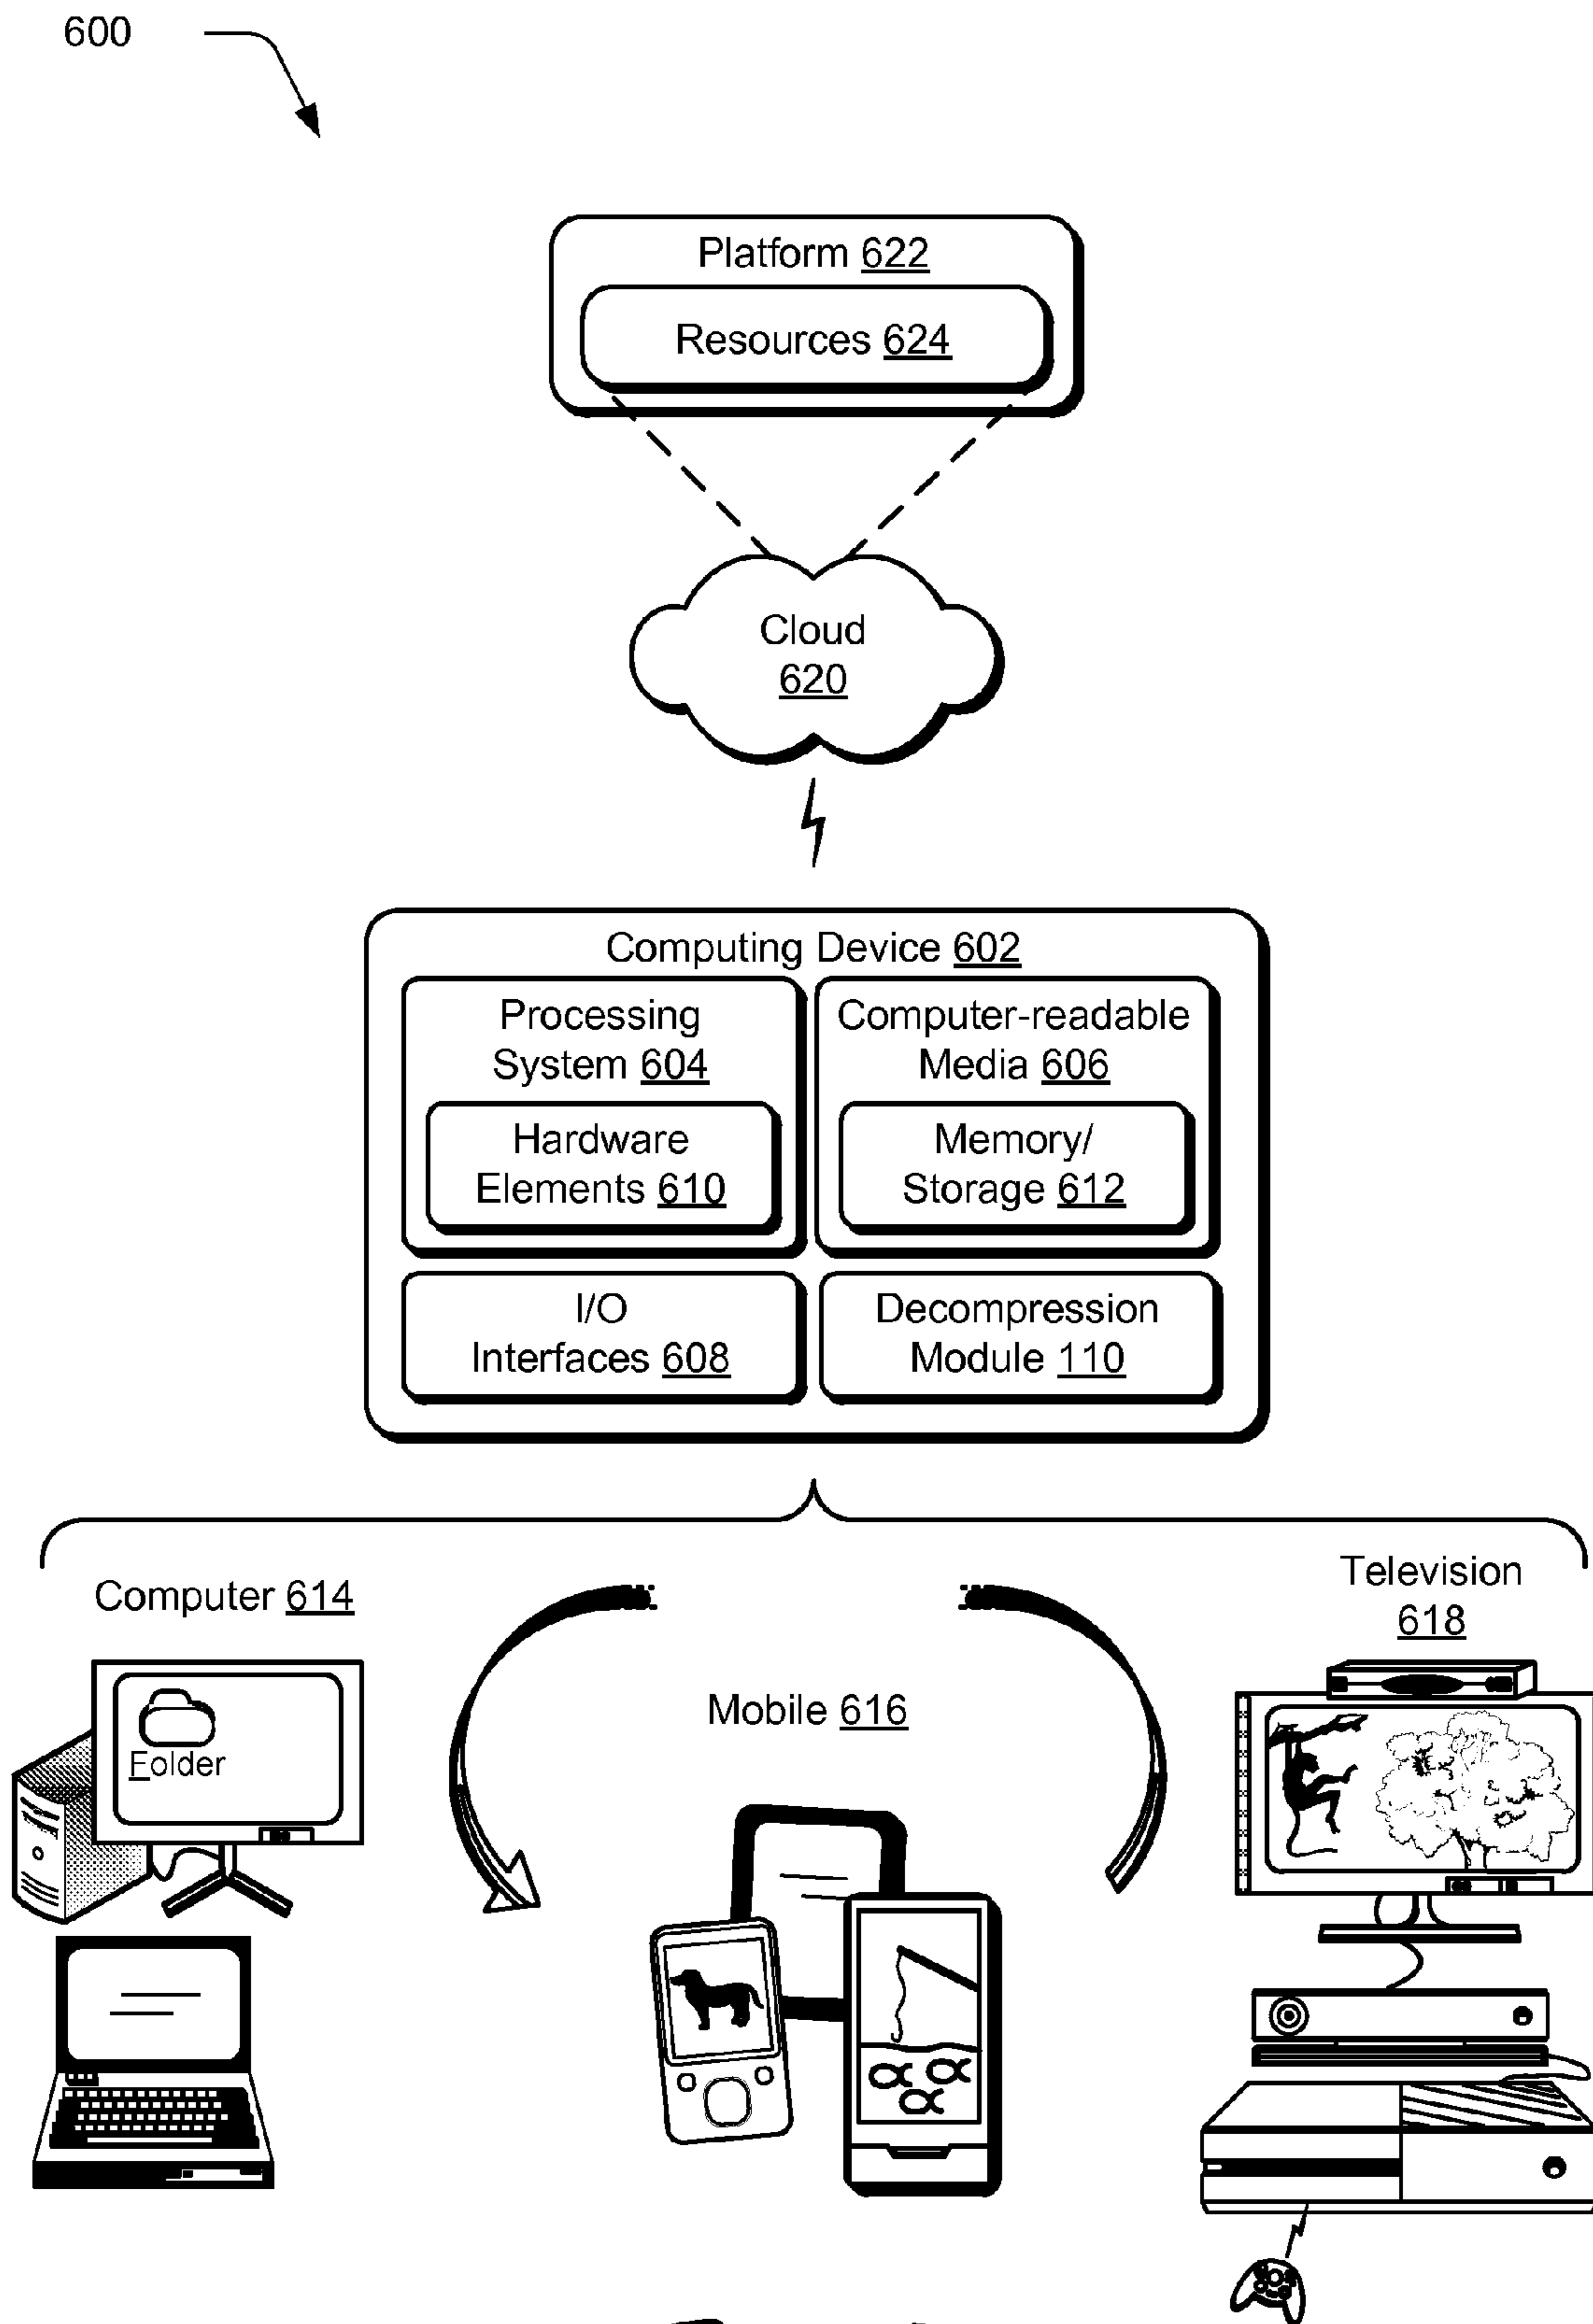 600
Platform 622
Resources 624
Cloud
620
Computing Device 602
Processing
System 604
Hardware
Elements 610
Computer-readable
Media 606
Memory/
Storage 612
I/O
Interfaces 608
Decompression
Module 110
Computer 614
Folder
Mobile 616
Television
618